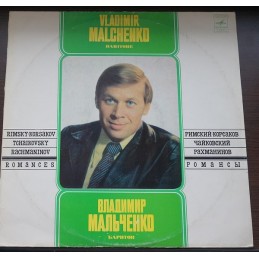 VLADIMIR
MALCHENKO
BARITONE
RIMSKY-KORSAKOV
TCHAIKOVSKY
RACHMANINOV
ROMANCES
РИМСКИЙ-КОРСАКОВ
ЧАЙКОВСКИЙ
РАХМАНИНОВ
РОМАНСЫ
ВЛАДИМИР
МАЛЬЧЕНКО
БАРИТОН